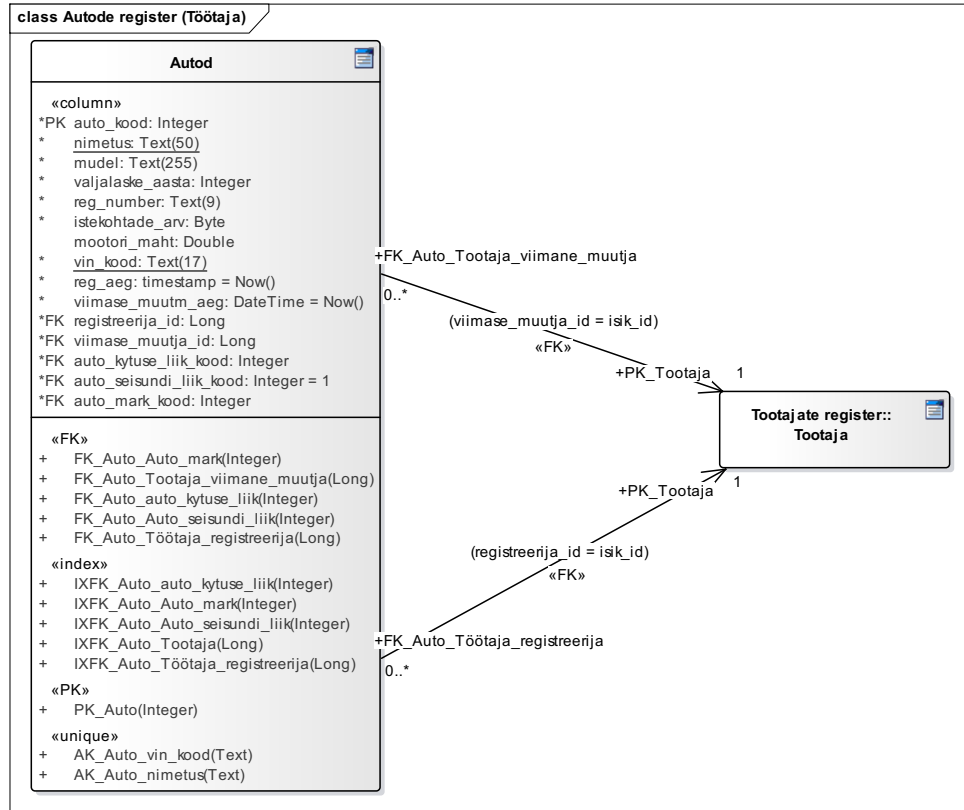 class Autode register (Töötaja)
Autod
«column»
*PK auto_kood: Integer
* nimetus: Text(50)
* mudel: Text(255)
* valjalaske_aasta: Integer
* reg_number: Text(9)
* istekohtade_arv: Byte
mootori_maht: Double
* vin_kood: Text(17)
* reg_aeg: timestamp = Now()
* viimase_muutm_aeg: DateTime = Now()
*FK registreerija_id: Long
*FK viimase_muutja_id: Long
*FK auto_kytuse_liik_kood: Integer
*FK auto_seisundi_liik_kood: Integer = 1
*FK auto_mark_kood: Integer
«FK»
+ FK_Auto_Auto_mark(Integer)
+ FK_Auto_Tootaja_viimane_muutja(Long)
+ FK_Auto_auto_kytuse_liik(Integer)
+ FK_Auto_Auto_seisundi_liik(Integer)
+ FK_Auto_Töötaja_registreerija(Long)
«index»
+ IXFK_Auto_auto_kytuse_liik(Integer)
+ IXFK_Auto_Auto_mark(Integer)
+ IXFK_Auto_Auto_seisundi_liik(Integer)
+ IXFK_Auto_Tootaja(Long)
+ IXFK_Auto_Töötaja_registreerija(Long)
«PK»
+ PK_Auto(Integer)
«unique»
+ AK_Auto_vin_kood(Text)
+ AK_Auto_nimetus(Text)
+FK_Auto_Tootaja_viimane_muutja
0..*
(viimase_muutja_id = isik_id)
«FK»
+PK_Tootaja 1
Tootajate register::
Tootaja
+PK_Tootaja 1
(registreerija_id = isik_id)
«FK»
+FK_Auto_Töötaja_registreerija
0..*